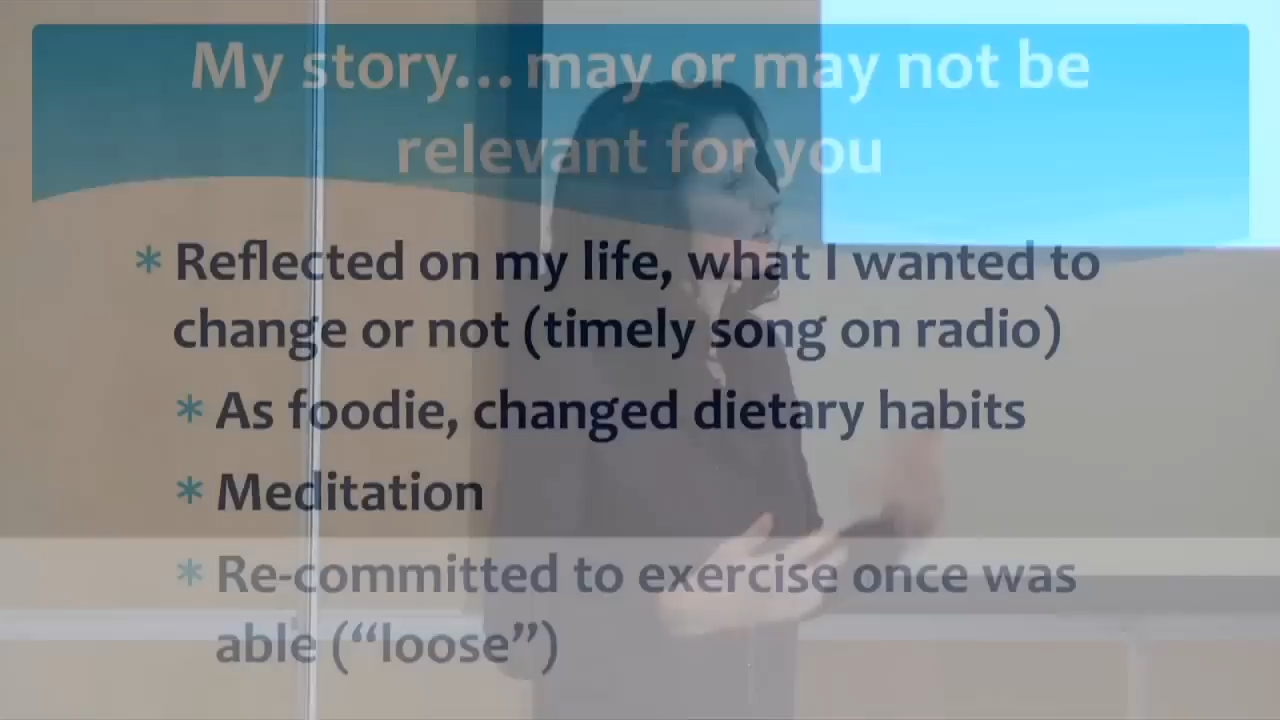 My story... may or may not be
relevant for you
* Reflected on my life, what I wanted to
change or not (timely song on radio)
* As foodie, changed dietary habits
* Meditation
* Re-committed to exercise once was
able (“loose”)